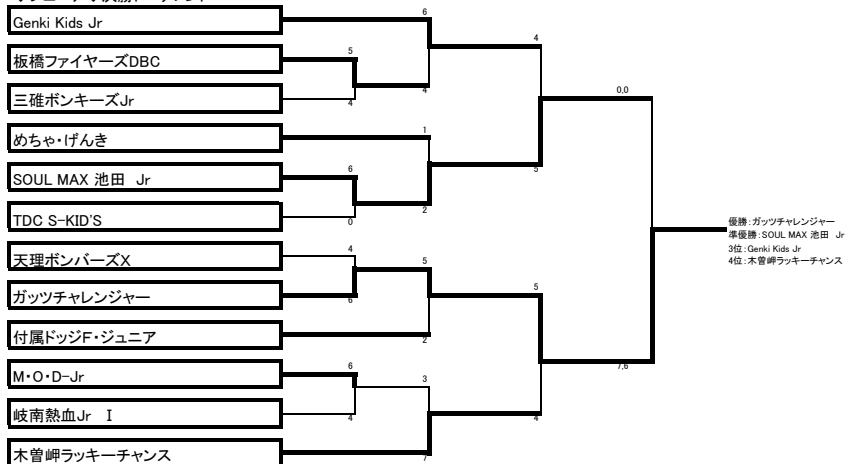 Genki Kids Jr
板橋ファイヤーズDBC
三碓ボンキーズJr
めちゃ・げんき
SOUL MAX 池田 Jr
TDC S-KID'S
天理ボンバーズX
ガッツチャレンジャー
付属ドッジF・ジュニア
M・O・D-Jr
岐南熱血Jr I
木曽岬ラッキーチャンス
5
4
6
0
4
6
6
4
6
4
1
2
5
2
3
7
4
5
5
4
0,0
7,6
優勝:ガッツチャレンジャー
準優勝:SOUL MAX 池田 Jr
3位:Genki Kids Jr
4位:木曽岬ラッキーチャンス